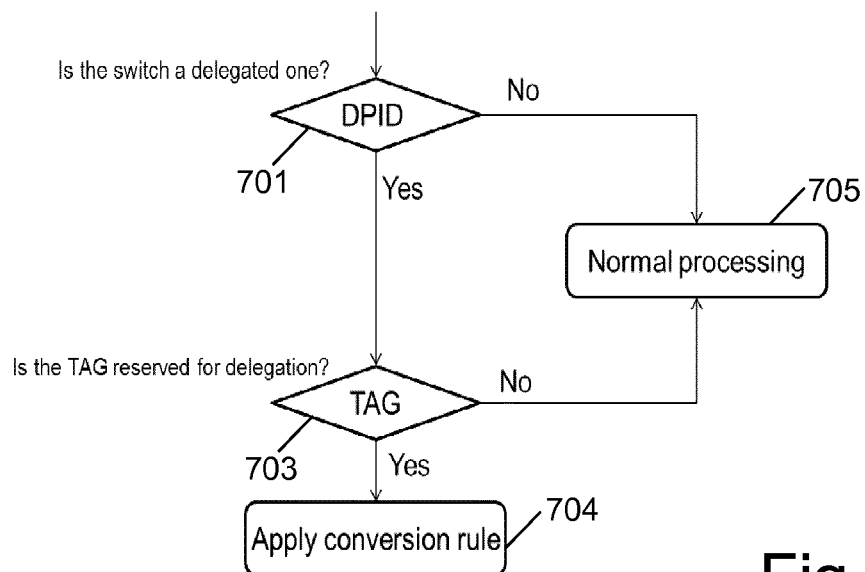 Is the switch a delegated one?
No
DPID
701
Yes
705
Normal processing
Is the TAG reserved for delegation?
No
TAG
703
Yes
704
Apply conversion rule